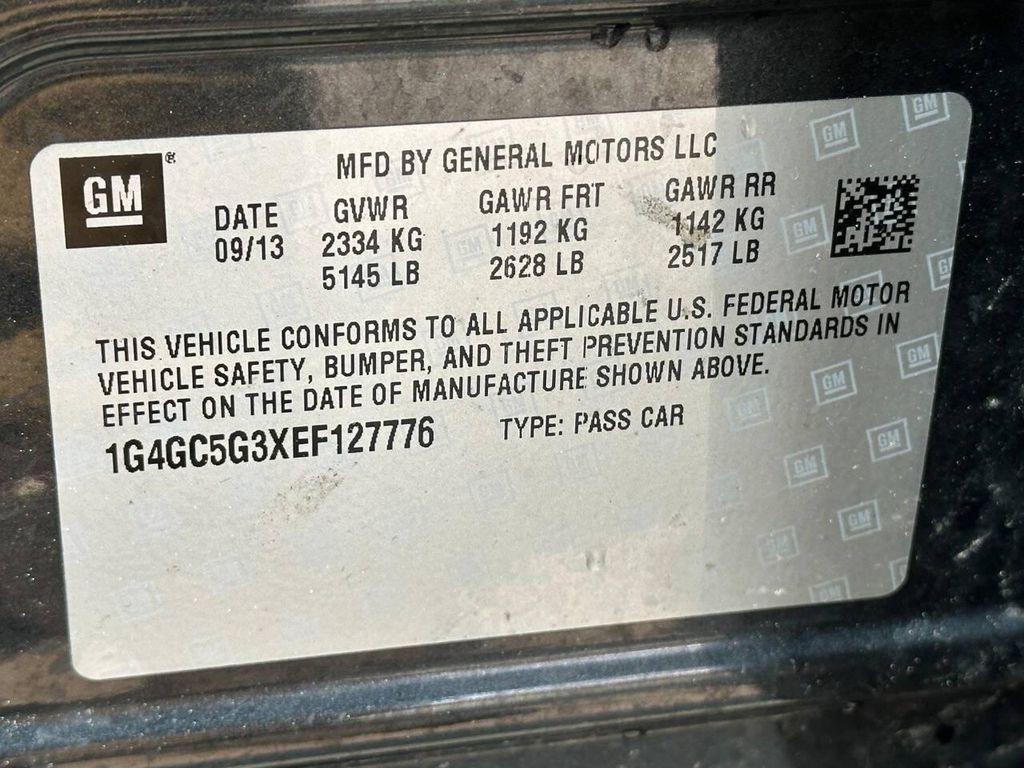 GM ®
MFD BY GENERAL MOTORS LLC
DATE GVWR GAWR FRT GAWR RR
09/13 2334 KG 1192 KG 1142 KG
5145 LB 2628 LB 2517 LB
THIS VEHICLE CONFORMS TO ALL APPLICABLE U.S. FEDERAL MOTOR
VEHICLE SAFETY, BUMPER, AND THEFT PREVENTION STANDARDS IN
EFFECT ON THE DATE OF MANUFACTURE SHOWN ABOVE.
1G4GC5G3XEF127776 TYPE: PASS CAR